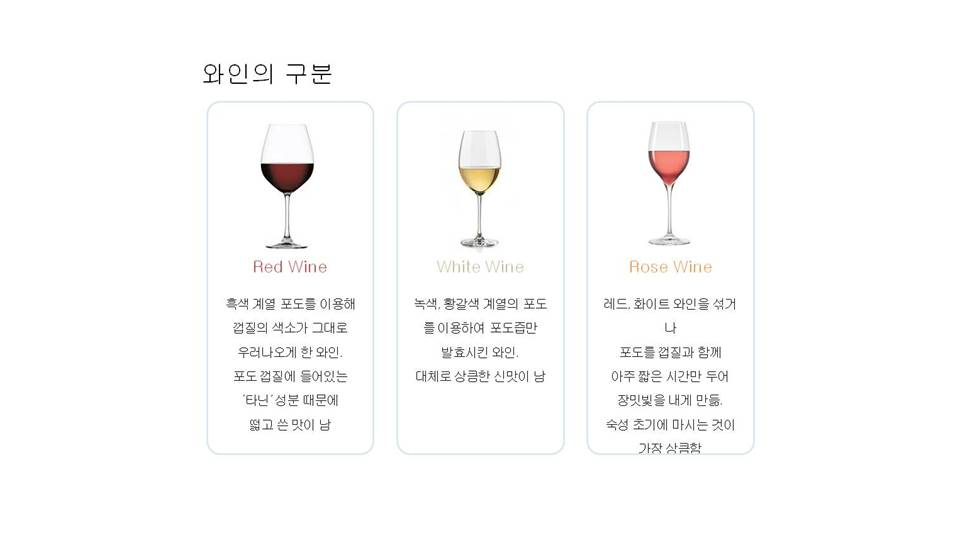 와인의 구분
Red Wine
흑색 계열 포도를 이용해
껍질의 색소가 그대로
우러나오게 한 와인.
포도 껍질에 들어있는
´타닌´ 성분 때문에
떫고 쓴 맛이 남
White Wine
녹색, 황갈색 계열의 포도
를 이용하여 포도즙만
발효시킨 와인.
대체로 상큼한 신맛이 남
Rose Wine
레드, 화이트 와인을 섞거
나
포도를 껍질과 함께
아주 짧은 시간만 두어
장밋빛을 내게 만듦.
숙성 초기에 마시는 것이
가장 상큼함